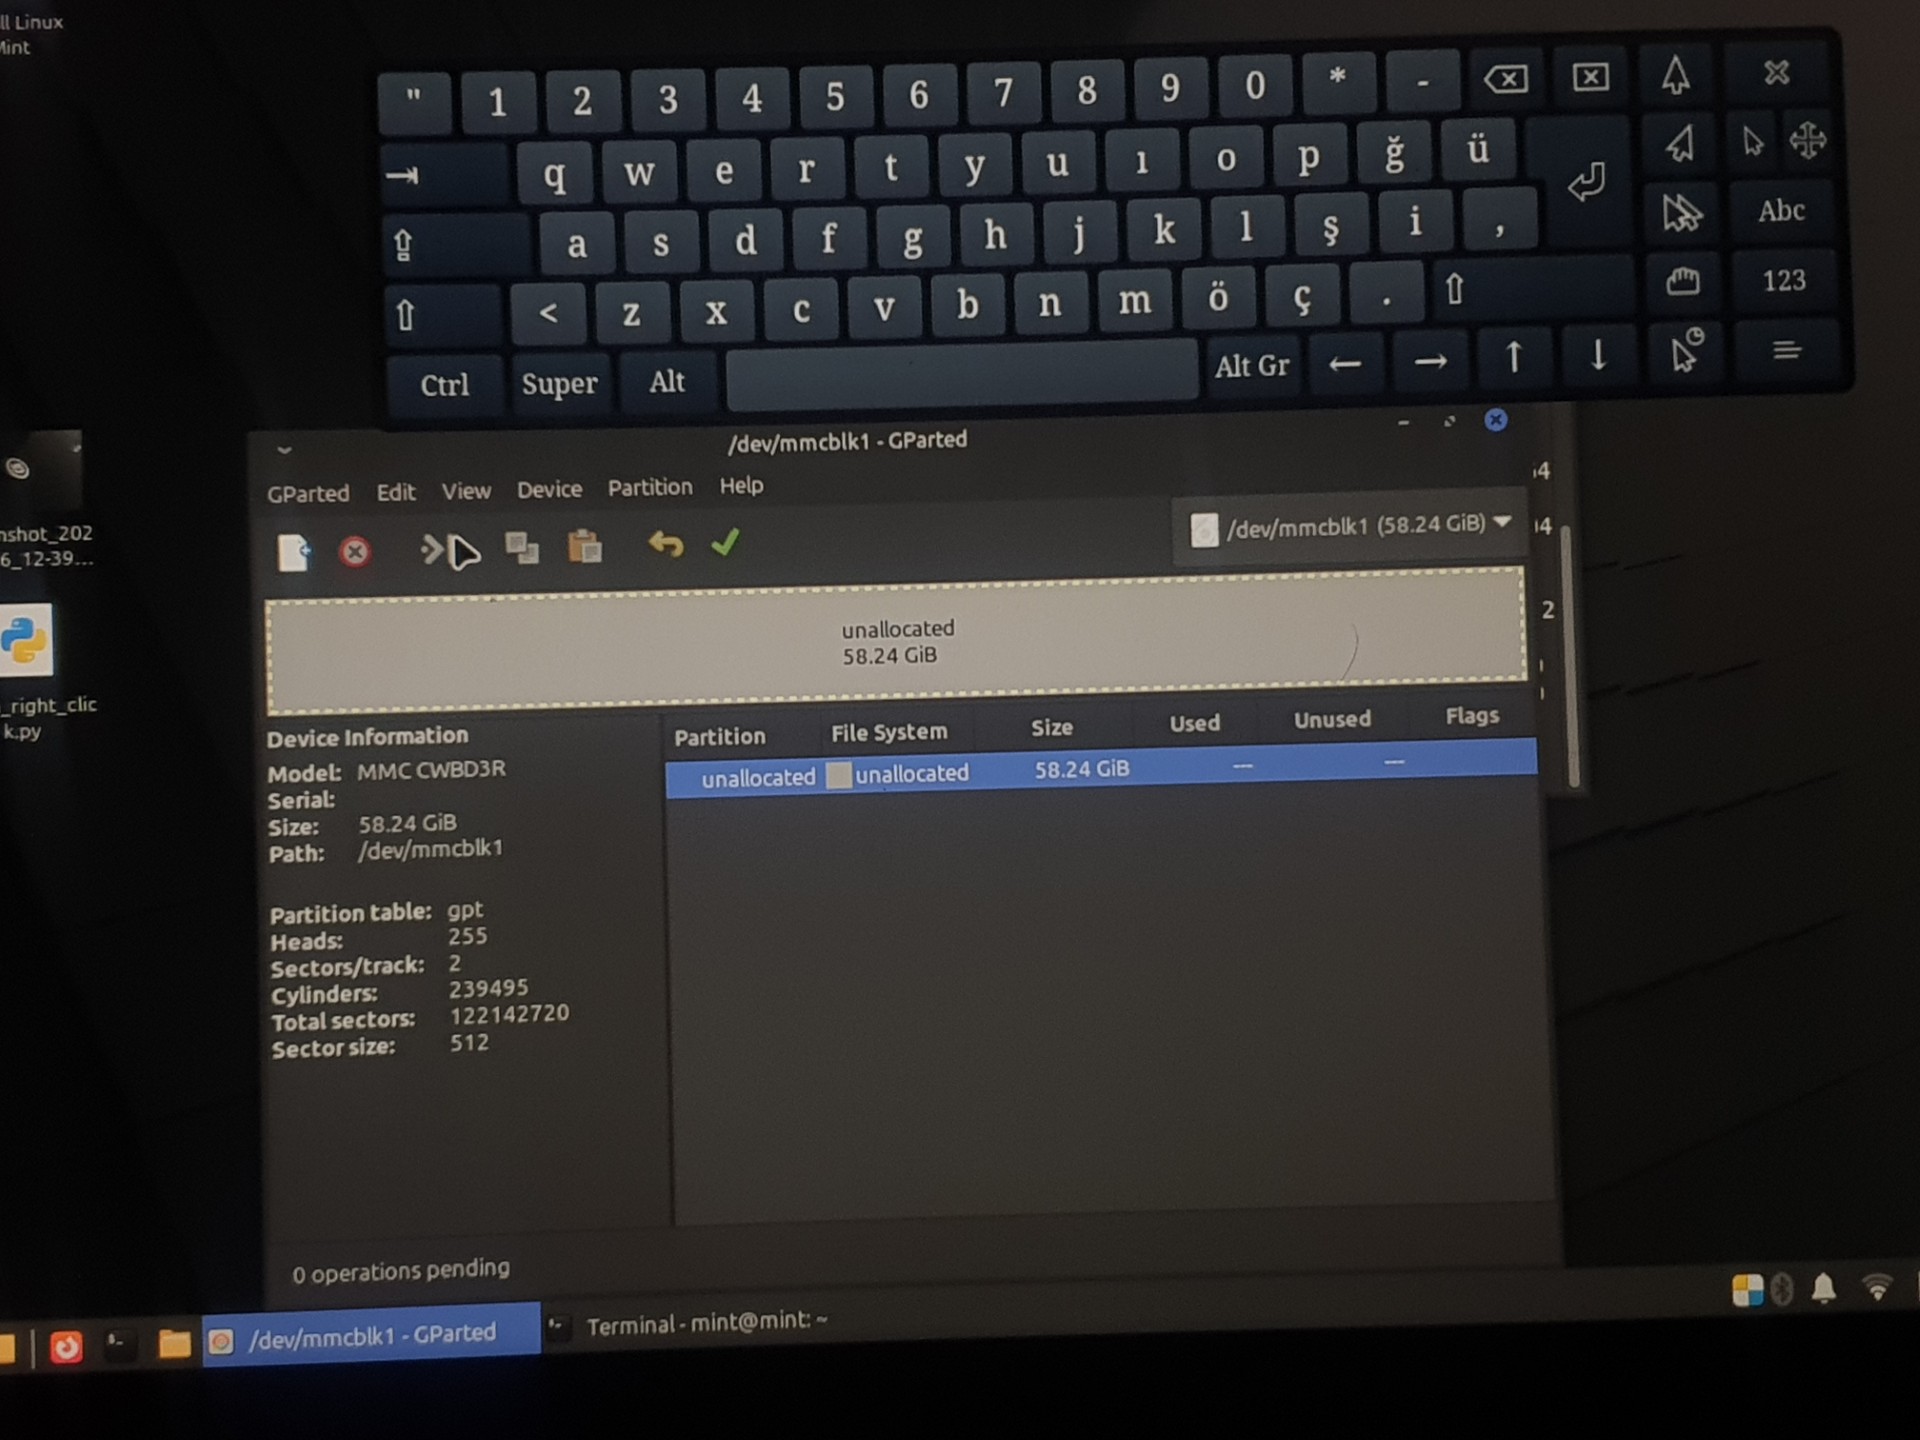 ll Linux
Mint
" 1 2 3 4 5 6 7 8 9 0 * -
q w e r t y u ı o p ğ ü
a s d f g h j k l ş i ,
Abc
< z x c v b n m ö ç .
123
Ctrl Super Alt Alt Gr
/dev/mmcblk1 - GParted
GParted Edit View Device Partition Help
/dev/mmcblk1 (58.24 GiB)
unallocated
58.24 GiB
nshot_202
6_12-39...
_right_clic
k.py
Device Information
Model: MMC CWBD3R
Serial:
Size: 58.24 GiB
Path: /dev/mmcblk1
Partition table: gpt
Heads: 255
Sectors/track: 2
Cylinders: 239495
Total sectors: 122142720
Sector size: 512
Partition File System Size Used Unused Flags
unallocated unallocated 58.24 GiB --- ---
4
4
2
0 operations pending
/dev/mmcblk1 - GParted
Terminal - mint@mint: ~